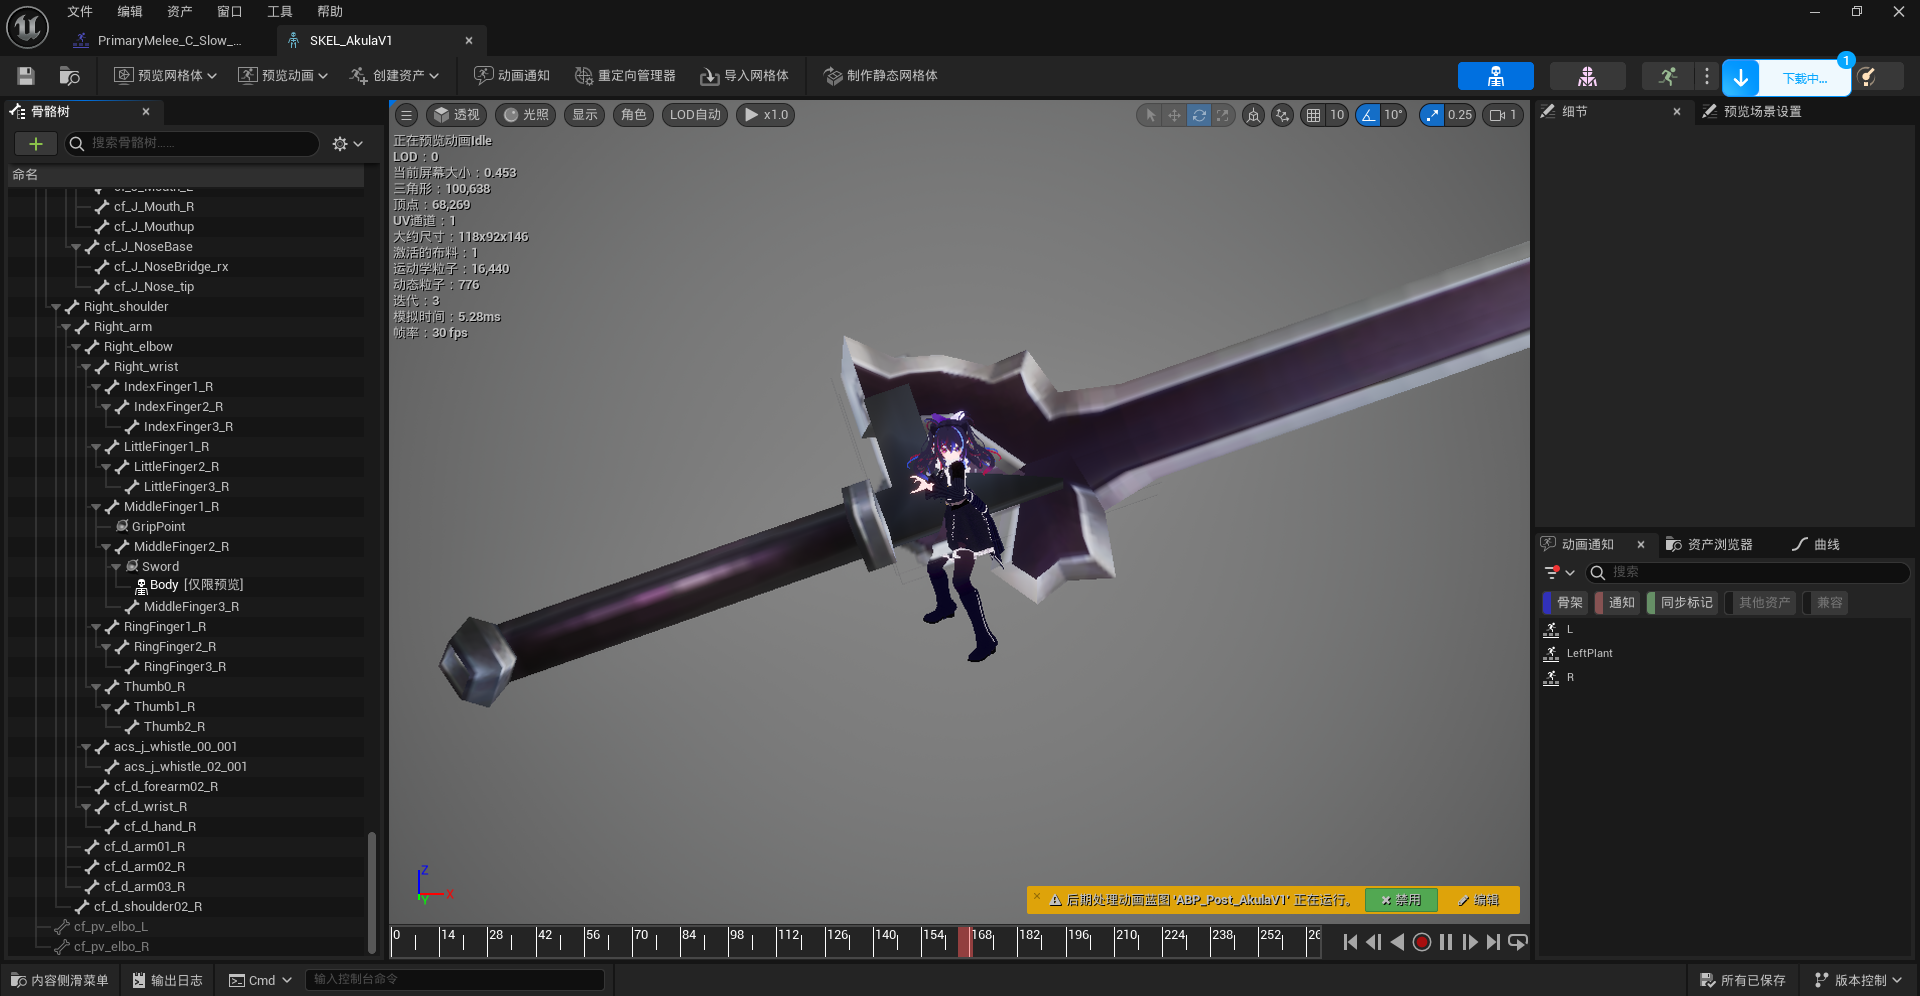 文件 编辑 资产 窗口 工具 帮助
PrimaryMelee_C_Slow_...
SKEL_AkulaV1
预览网格体 预览动画 创建资产 动画通知 重定向管理器 导入网格体 制作静态网格体
下载中...
1
骨骼树
搜索骨骼树......
命名
cf_J_Mouth_L
cf_J_Mouth_R
cf_J_Mouthup
cf_J_NoseBase
cf_J_NoseBridge_rx
cf_J_Nose_tip
Right_shoulder
Right_arm
Right_elbow
Right_wrist
IndexFinger1_R
IndexFinger2_R
IndexFinger3_R
LittleFinger1_R
LittleFinger2_R
LittleFinger3_R
MiddleFinger1_R
GripPoint
MiddleFinger2_R
Sword
Body [仅限预览]
MiddleFinger3_R
RingFinger1_R
RingFinger2_R
RingFinger3_R
Thumb0_R
Thumb1_R
Thumb2_R
acs_j_whistle_00_001
acs_j_whistle_02_001
cf_d_forearm02_R
cf_d_wrist_R
cf_d_hand_R
cf_d_arm01_R
cf_d_arm02_R
cf_d_arm03_R
cf_d_shoulder02_R
cf_pv_elbo_L
cf_pv_elbo_R
透视 光照 显示 角色 LOD自动 x1.0
10 10° 0.25 1
正在预览动画Idle
LOD：0
当前屏幕大小：0.453
三角形：100,638
顶点：68,269
UV通道：1
大约尺寸：118x92x146
激活的布料：1
运动学粒子：16,440
动态粒子：776
迭代：3
模拟时间：5.28ms
帧率：30 fps
Z
X
Y
后期处理动画蓝图 'ABP_Post_AkulaV1' 正在运行。 禁用 编辑
0 14 28 42 56 70 84 98 112 126 140 154 168 182 196 210 224 238 252 26
细节
预览场景设置
动画通知 资产浏览器 曲线
搜索
骨架 通知 同步标记 其他资产 兼容
L
LeftPlant
R
内容侧滑菜单 输出日志 Cmd 输入控制台命令
所有已保存 版本控制